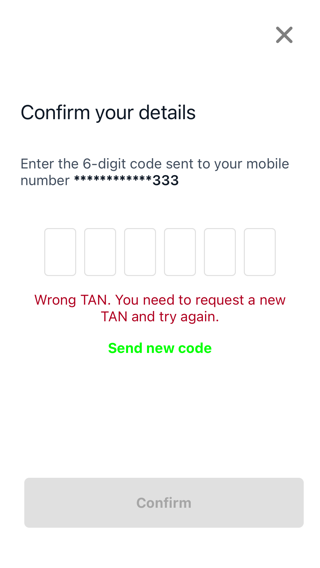 Confirm your details
Enter the 6-digit code sent to your mobile
number ************333
Wrong TAN. You need to request a new
TAN and try again.
Send new code
Confirm